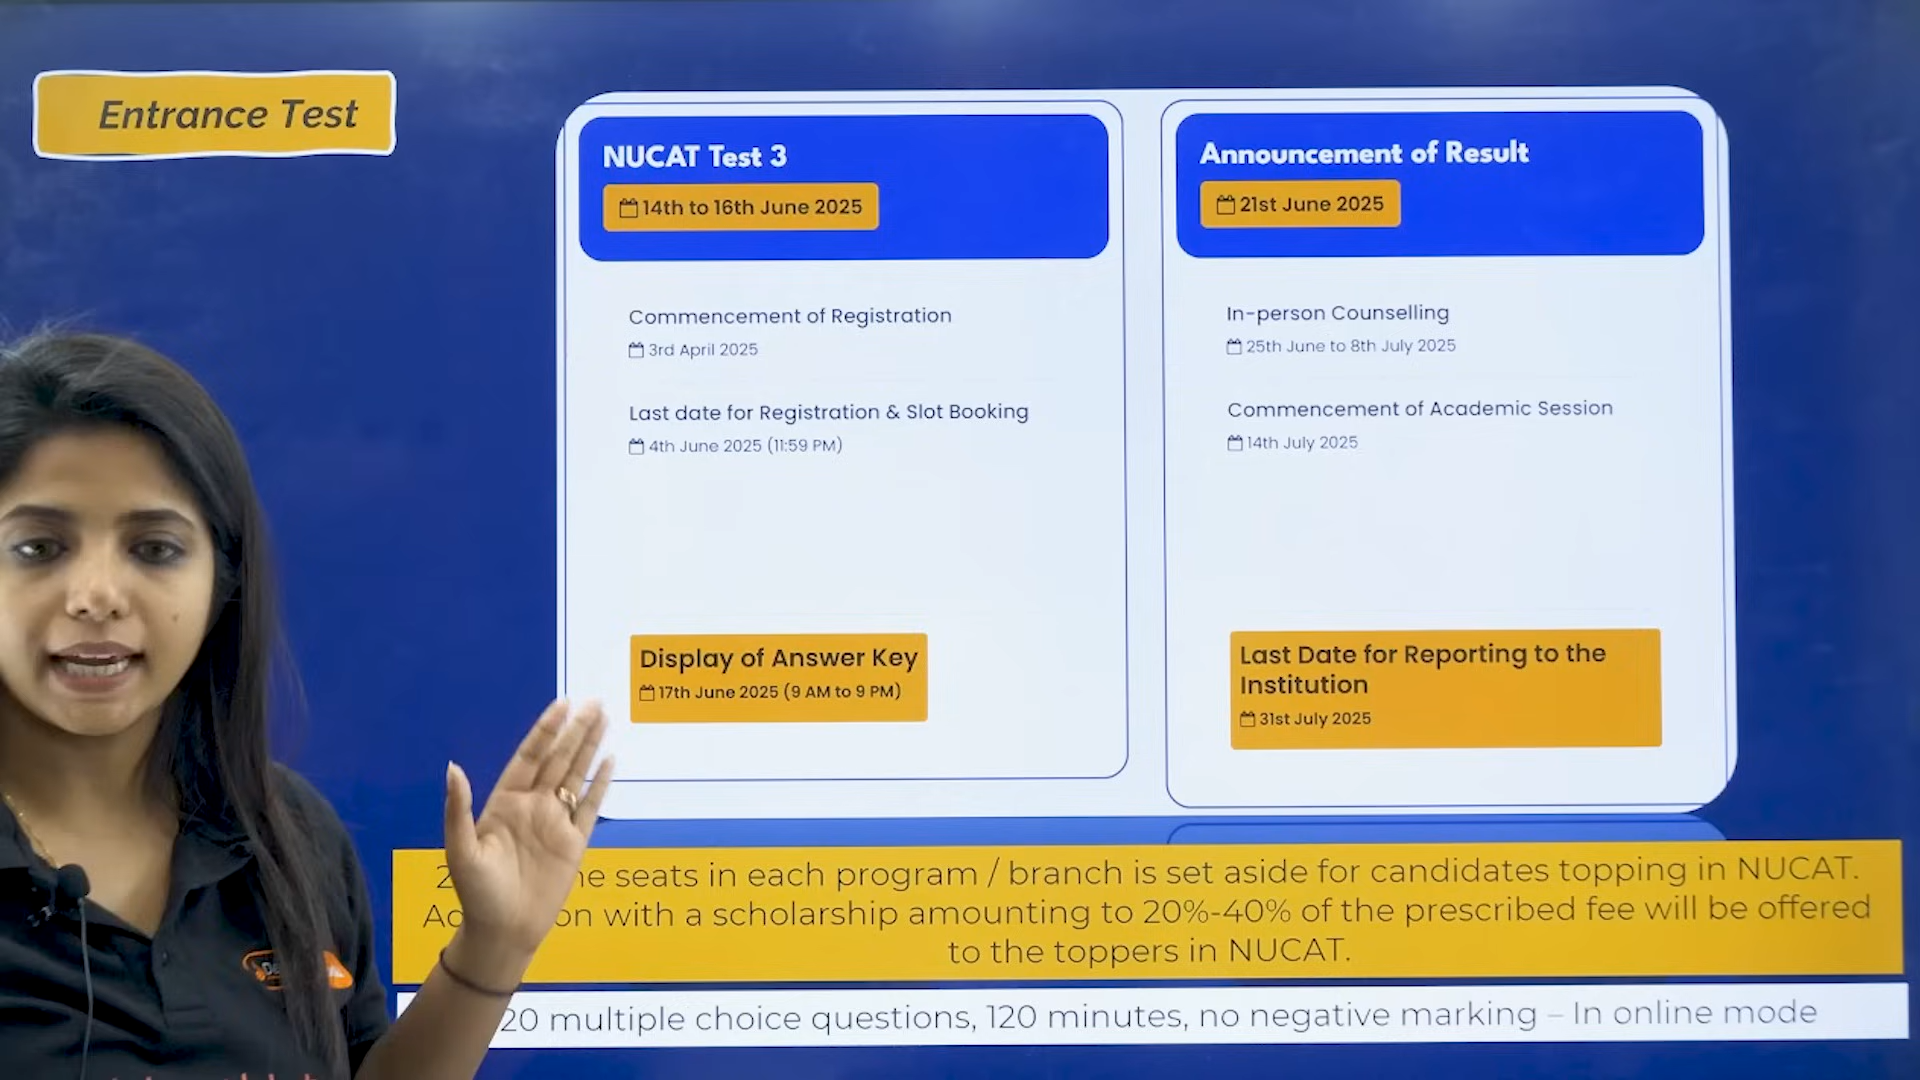 Entrance Test
NUCAT Test 3
14th to 16th June 2025
Commencement of Registration
3rd April 2025
Last date for Registration & Slot Booking
4th June 2025 (11:59 PM)
Display of Answer Key
17th June 2025 (9 AM to 9 PM)
Announcement of Result
21st June 2025
In-person Counselling
25th June to 8th July 2025
Commencement of Academic Session
14th July 2025
Last Date for Reporting to the
Institution
31st July 2025
seats in each program / branch is set aside for candidates topping in NUCAT.
with a scholarship amounting to 20%-40% of the prescribed fee will be offered
to the toppers in NUCAT.
20 multiple choice questions, 120 minutes, no negative marking – In online mode